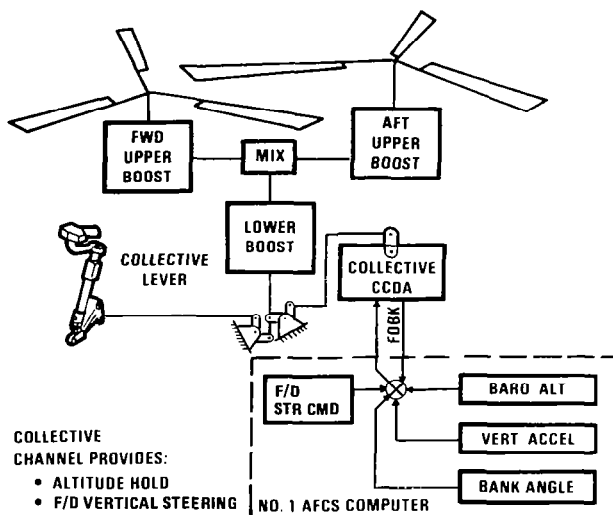 FWD
UPPER
BOOST
MIX
AFT
UPPER
BOOST
LOWER
BOOST
COLLECTIVE
LEVER
COLLECTIVE
CCDA
FDBK
F/D
STR CMD
BARO ALT
VERT ACCEL
BANK ANGLE
COLLECTIVE
CHANNEL PROVIDES:
• ALTITUDE HOLD
• F/D VERTICAL STEERING
NO. 1 AFCS COMPUTER